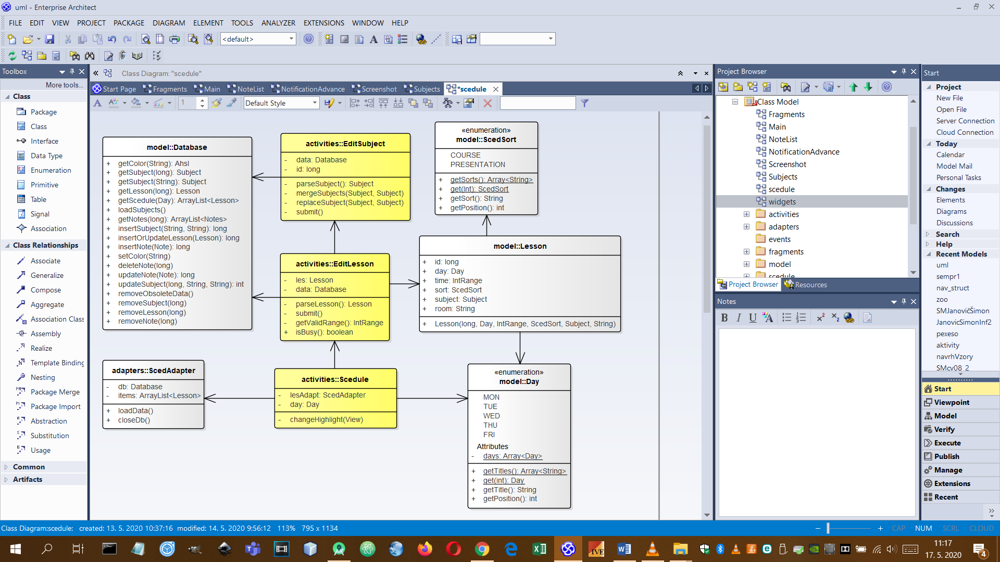 uml - Enterprise Architect
FILE EDIT VIEW PROJECT PACKAGE DIAGRAM ELEMENT TOOLS ANALYZER EXTENSIONS WINDOW HELP
<default>
Toolbox
More tools...
Class
Package
Class
Interface
Data Type
Enumeration
Primitive
Table
Signal
Association
Class Relationships
Associate
Generalize
Compose
Aggregate
Association Class
Assembly
Realize
Template Binding
Nesting
Package Merge
Package Import
Abstraction
Substitution
Usage
Common
Artifacts
Class Diagram: "scedule"
Start Page Fragments Main NoteList NotificationAdvance Screenshot Subjects *scedule
1 Default Style
model::Database
+ getColor(String): Ahsl
+ getSubject(long): Subject
+ getSubject(String): Subject
+ getLesson(long): Lesson
+ getScedule(Day): ArrayList<Lesson>
+ loadSubjects()
+ getNotes(long): ArrayList<Notes>
+ insertSubject(String, String): long
+ insertOrUpdateLesson(Lesson): long
+ insertNote(Note): long
+ setColor(String)
+ deleteNote(long)
+ updateNote(Note): long
+ updateSubject(long, String, String): int
+ removeObsoleteData()
+ removeSubject(long)
+ removeLesson(long)
+ removeNote(long)
activities::EditSubject
- data: Database
- id: long
- parseSubject(): Subject
- mergeSubjects(Subject, Subject)
- replaceSubject(Subject, Subject)
- submit()
«enumeration»
model::ScedSort
COURSE
PRESENTATION
+ getSorts(): Array<String>
+ get(Int): ScedSort
+ getSort(): String
+ getPosition(): int
activities::EditLesson
- les: Lesson
- data: Database
- parseLesson(): Lesson
- submit()
- getValidRange(): IntRange
+ isBusy(): boolean
model::Lesson
+ id: long
+ day: Day
+ time: IntRange
+ sort: ScedSort
+ subject: Subject
+ room: String
+ Lesson(long, Day, IntRange, ScedSort, Subject, String)
adapters::ScedAdapter
- db: Database
- items: ArrayList<Lesson>
+ loadData()
+ closeDb()
activities::Scedule
- lesAdapt: ScedAdapter
- day: Day
- changeHighlight(View)
«enumeration»
model::Day
MON
TUE
WED
THU
FRI
Attributes
- days: Array<Day>
+ getTitles(): Array<String>
+ get(int): Day
+ getTitle(): String
+ getPosition(): int
Project Browser
Class Model
Fragments
Main
NoteList
NotificationAdvance
Screenshot
Subjects
scedule
widgets
activities
adapters
events
fragments
model
scedule
Project Browser Resources
Notes
B I U A x² x₂
Start
Project
New File
Open File
Server Connection
Cloud Connection
Today
Calendar
Model Mail
Personal Tasks
Changes
Elements
Diagrams
Discussions
Search
Help
Recent Models
uml
sempr1
nav_struct
zoo
SMJanovičŠimon
JanovicSimonInf2
pexeso
aktivity
navrhVzory
SMcv08_2
Start
Viewpoint
Model
Verify
Execute
Publish
Manage
Extensions
Recent
Class Diagram:scedule: created: 13. 5. 2020 10:37:16 modified: 14. 5. 2020 9:56:12 113% 795 x 1134
CAP NUM SCRL CLOUD
IVE
11:17
17. 5. 2020
4